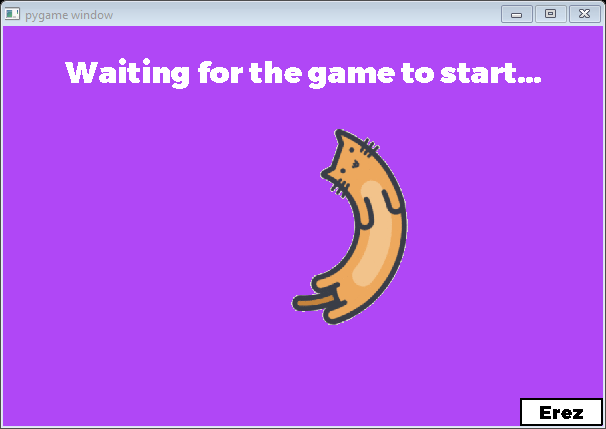 pygame window
Waiting for the game to start...
Erez